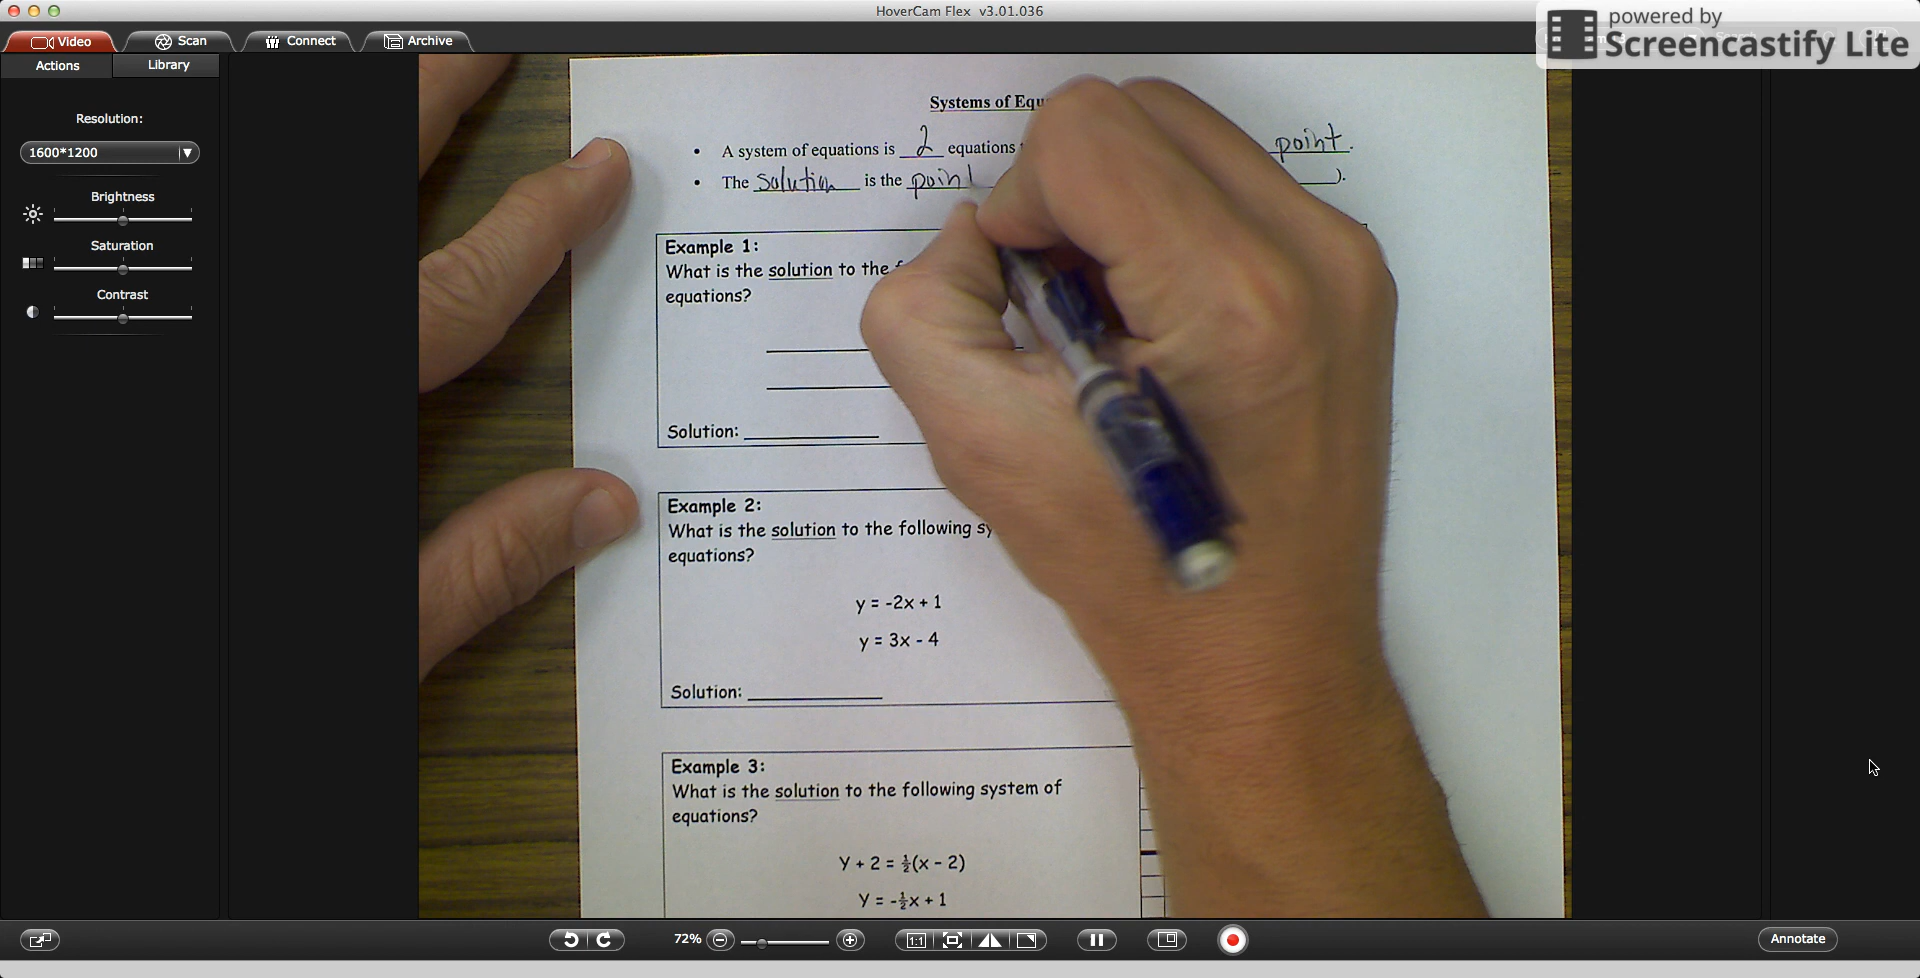 HoverCam Flex v3.01.036
powered by
Screencastify Lite
Video
Scan
Connect
Archive
Actions
Library
Resolution:
1600*1200
Brightness
Saturation
Contrast
Systems of Equ
• A system of equations is 2 equations point.
• The solution is the point ).
Example 1:
What is the solution to the
equations?
Solution:
Example 2:
What is the solution to the following sy
equations?
y = -2x + 1
y = 3x - 4
Solution:
Example 3:
What is the solution to the following system of
equations?
Y + 2 = ½(x - 2)
Y = -½x + 1
72%
1:1
Annotate